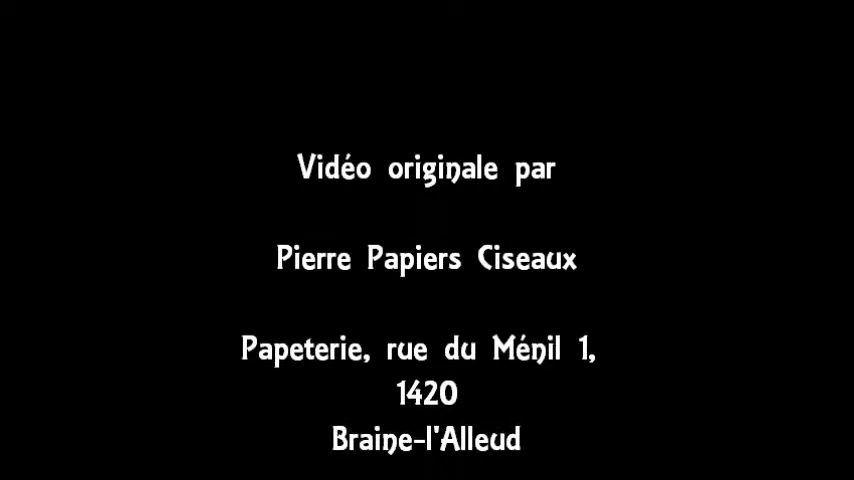 Vidéo originale par
Pierre Papiers Ciseaux
Papeterie, rue du Ménil 1,
1420
Braine-l'Alleud